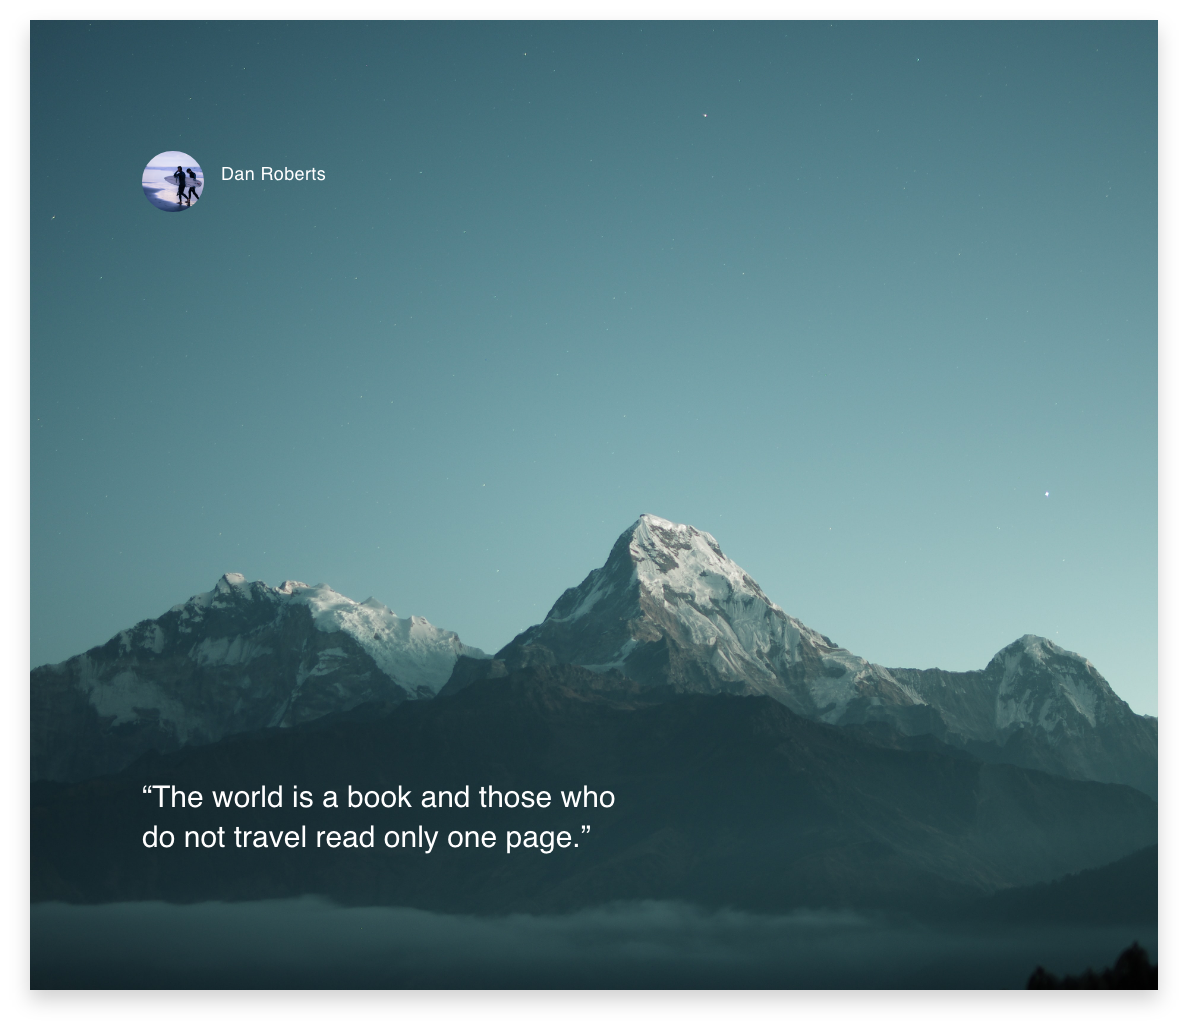 Dan Roberts
“The world is a book and those who
do not travel read only one page.”